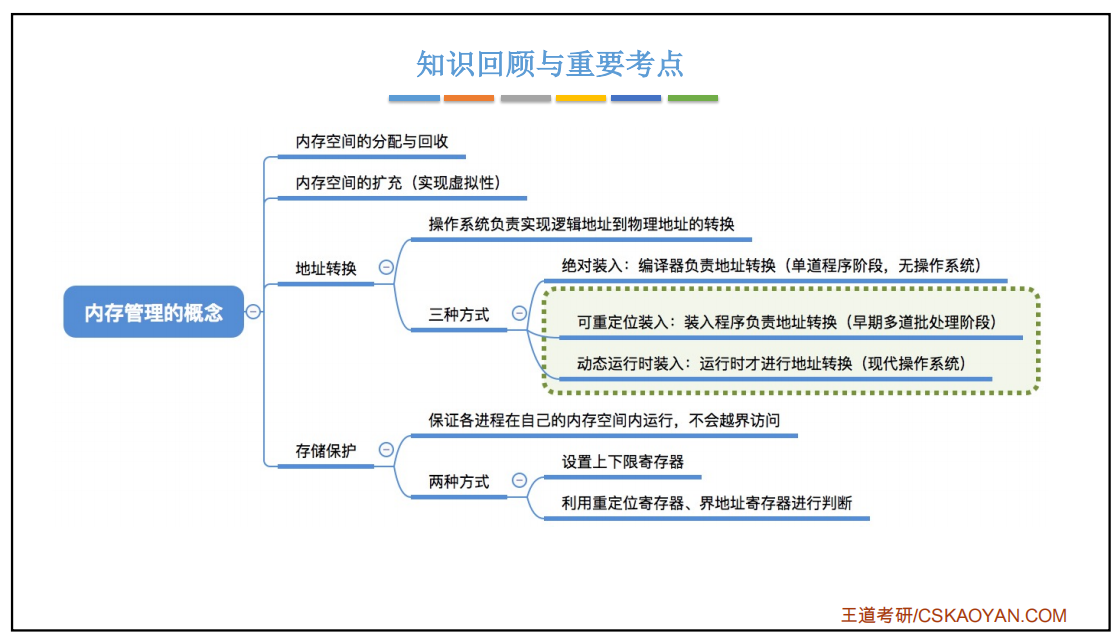 知识回顾与重要考点
内存空间的分配与回收
内存空间的扩充（实现虚拟性）
操作系统负责实现逻辑地址到物理地址的转换
地址转换
绝对装入：编译器负责地址转换（单道程序阶段，无操作系统）
三种方式
可重定位装入：装入程序负责地址转换（早期多道批处理阶段）
动态运行时装入：运行时才进行地址转换（现代操作系统）
内存管理的概念
保证各进程在自己的内存空间内运行，不会越界访问
存储保护
设置上下限寄存器
两种方式
利用重定位寄存器、界地址寄存器进行判断
王道考研/CSKAOYAN.COM